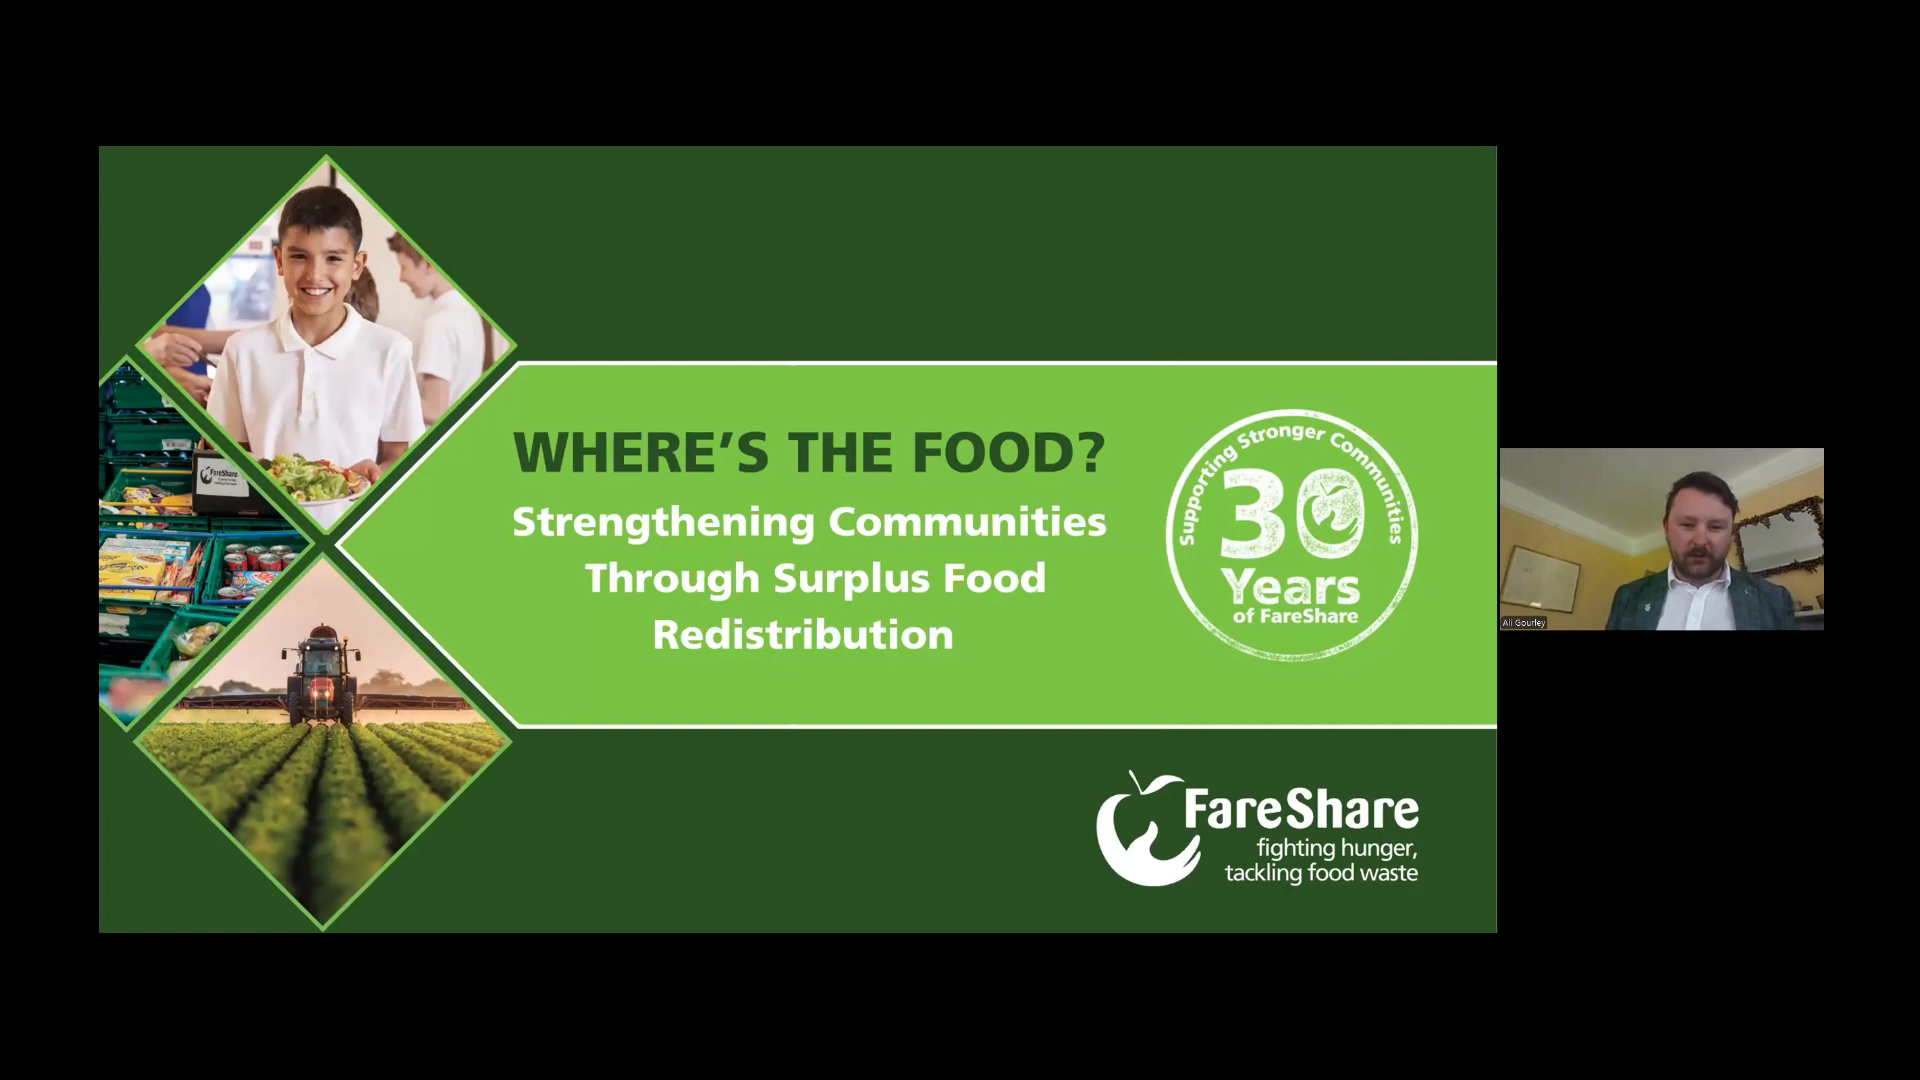 WHERE'S THE FOOD?
Strengthening Communities
Through Surplus Food
Redistribution
Supporting Stronger Communities
30
Years
of FareShare
FareShare
fighting hunger,
tackling food waste
FareShare
Ali Gourley